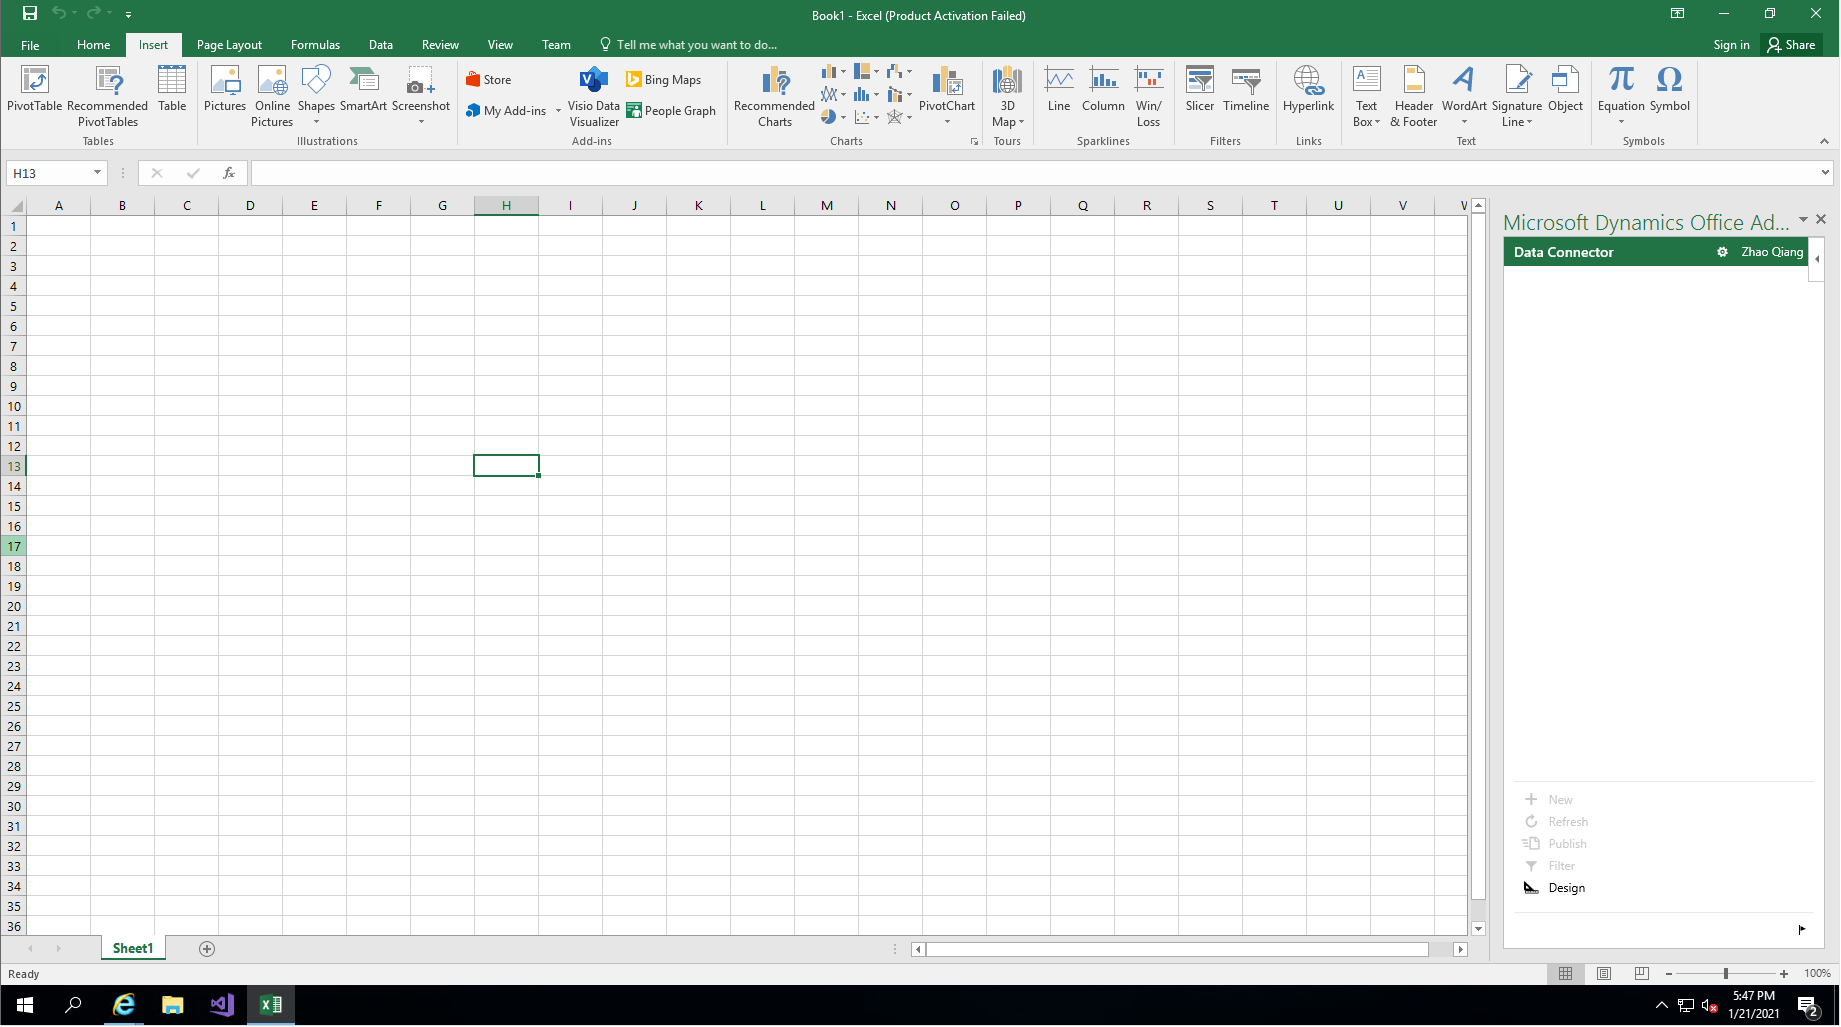 Book1 - Excel (Product Activation Failed)
File Home Insert Page Layout Formulas Data Review View Team Tell me what you want to do... Sign in Share
PivotTable Recommended PivotTables Table
Tables
Pictures Online Pictures Shapes SmartArt Screenshot
Illustrations
Store
My Add-ins
Visio Data Visualizer
Bing Maps
People Graph
Add-ins
Recommended Charts
PivotChart
Charts
3D Map
Tours
Line Column Win/ Loss
Sparklines
Slicer Timeline
Filters
Hyperlink
Links
Text Box Header & Footer WordArt Signature Line Object
Text
Equation Symbol
Symbols
H13 fx
A B C D E F G H I J K L M N O P Q R S T U V W
1
2
3
4
5
6
7
8
9
10
11
12
13
14
15
16
17
18
19
20
21
22
23
24
25
26
27
28
29
30
31
32
33
34
35
36
Microsoft Dynamics Office Ad...
Data Connector Zhao Qiang
New
Refresh
Publish
Filter
Design
Sheet1
Ready 100%
5:47 PM
1/21/2021
2